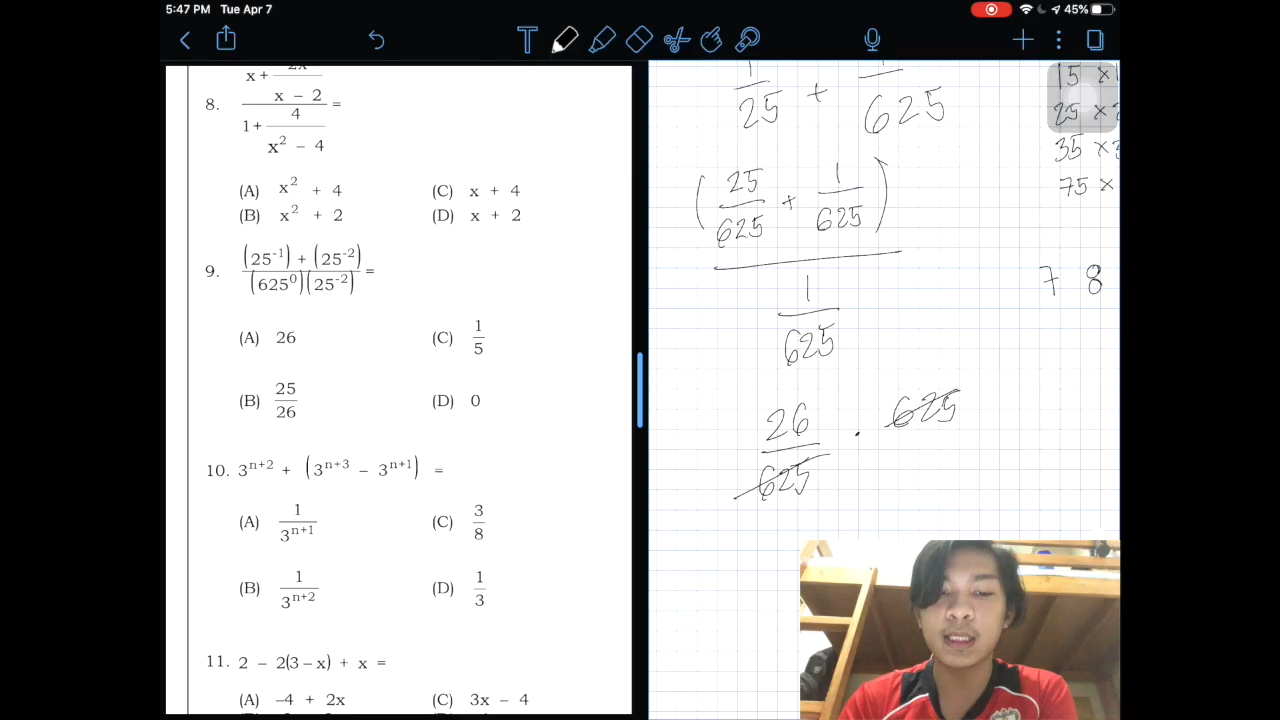 5:47 PM Tue Apr 7
45%
T
x + 2x
x − 2
8. =
1 + 4
x² − 4
(A) x² + 4 (C) x + 4
(B) x² + 2 (D) x + 2
9. (25⁻¹) + (25⁻²) =
(625⁰)(25⁻²)
(A) 26 (C) 1/5
(B) 25/26 (D) 0
10. 3ⁿ⁺² + (3ⁿ⁺³ − 3ⁿ⁺¹) =
(A) 1/3ⁿ⁺¹ (C) 3/8
(B) 1/3ⁿ⁺² (D) 1/3
11. 2 − 2(3 − x) + x =
(A) −4 + 2x (C) 3x − 4
1/25 + 1/625
(25/625 + 1/625)
1/625
26/625 · 625
15 ×
25 ×
35 ×
75 ×
7 8